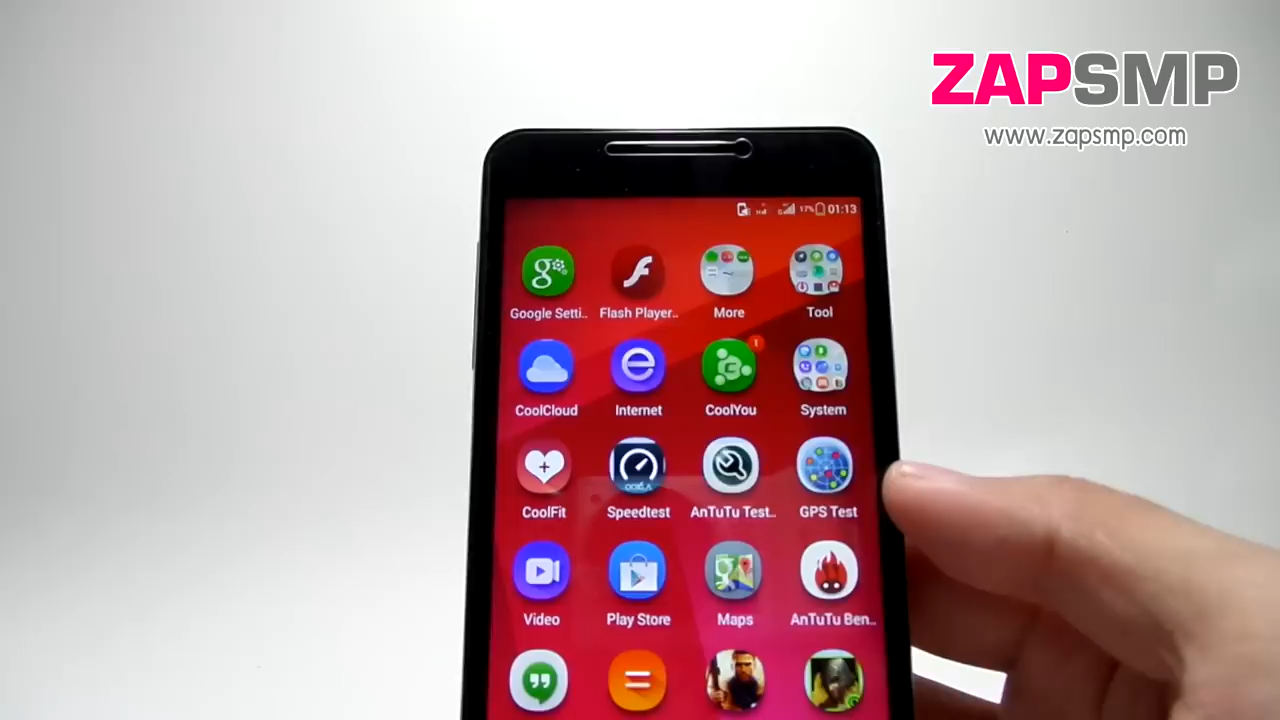 ZAPSMP
www.zapsmp.com
17% 01:13
Google Setti..
Flash Player..
More
Tool
CoolCloud
Internet
CoolYou
System
CoolFit
Speedtest
AnTuTu Test..
GPS Test
Video
Play Store
Maps
AnTuTu Ben..